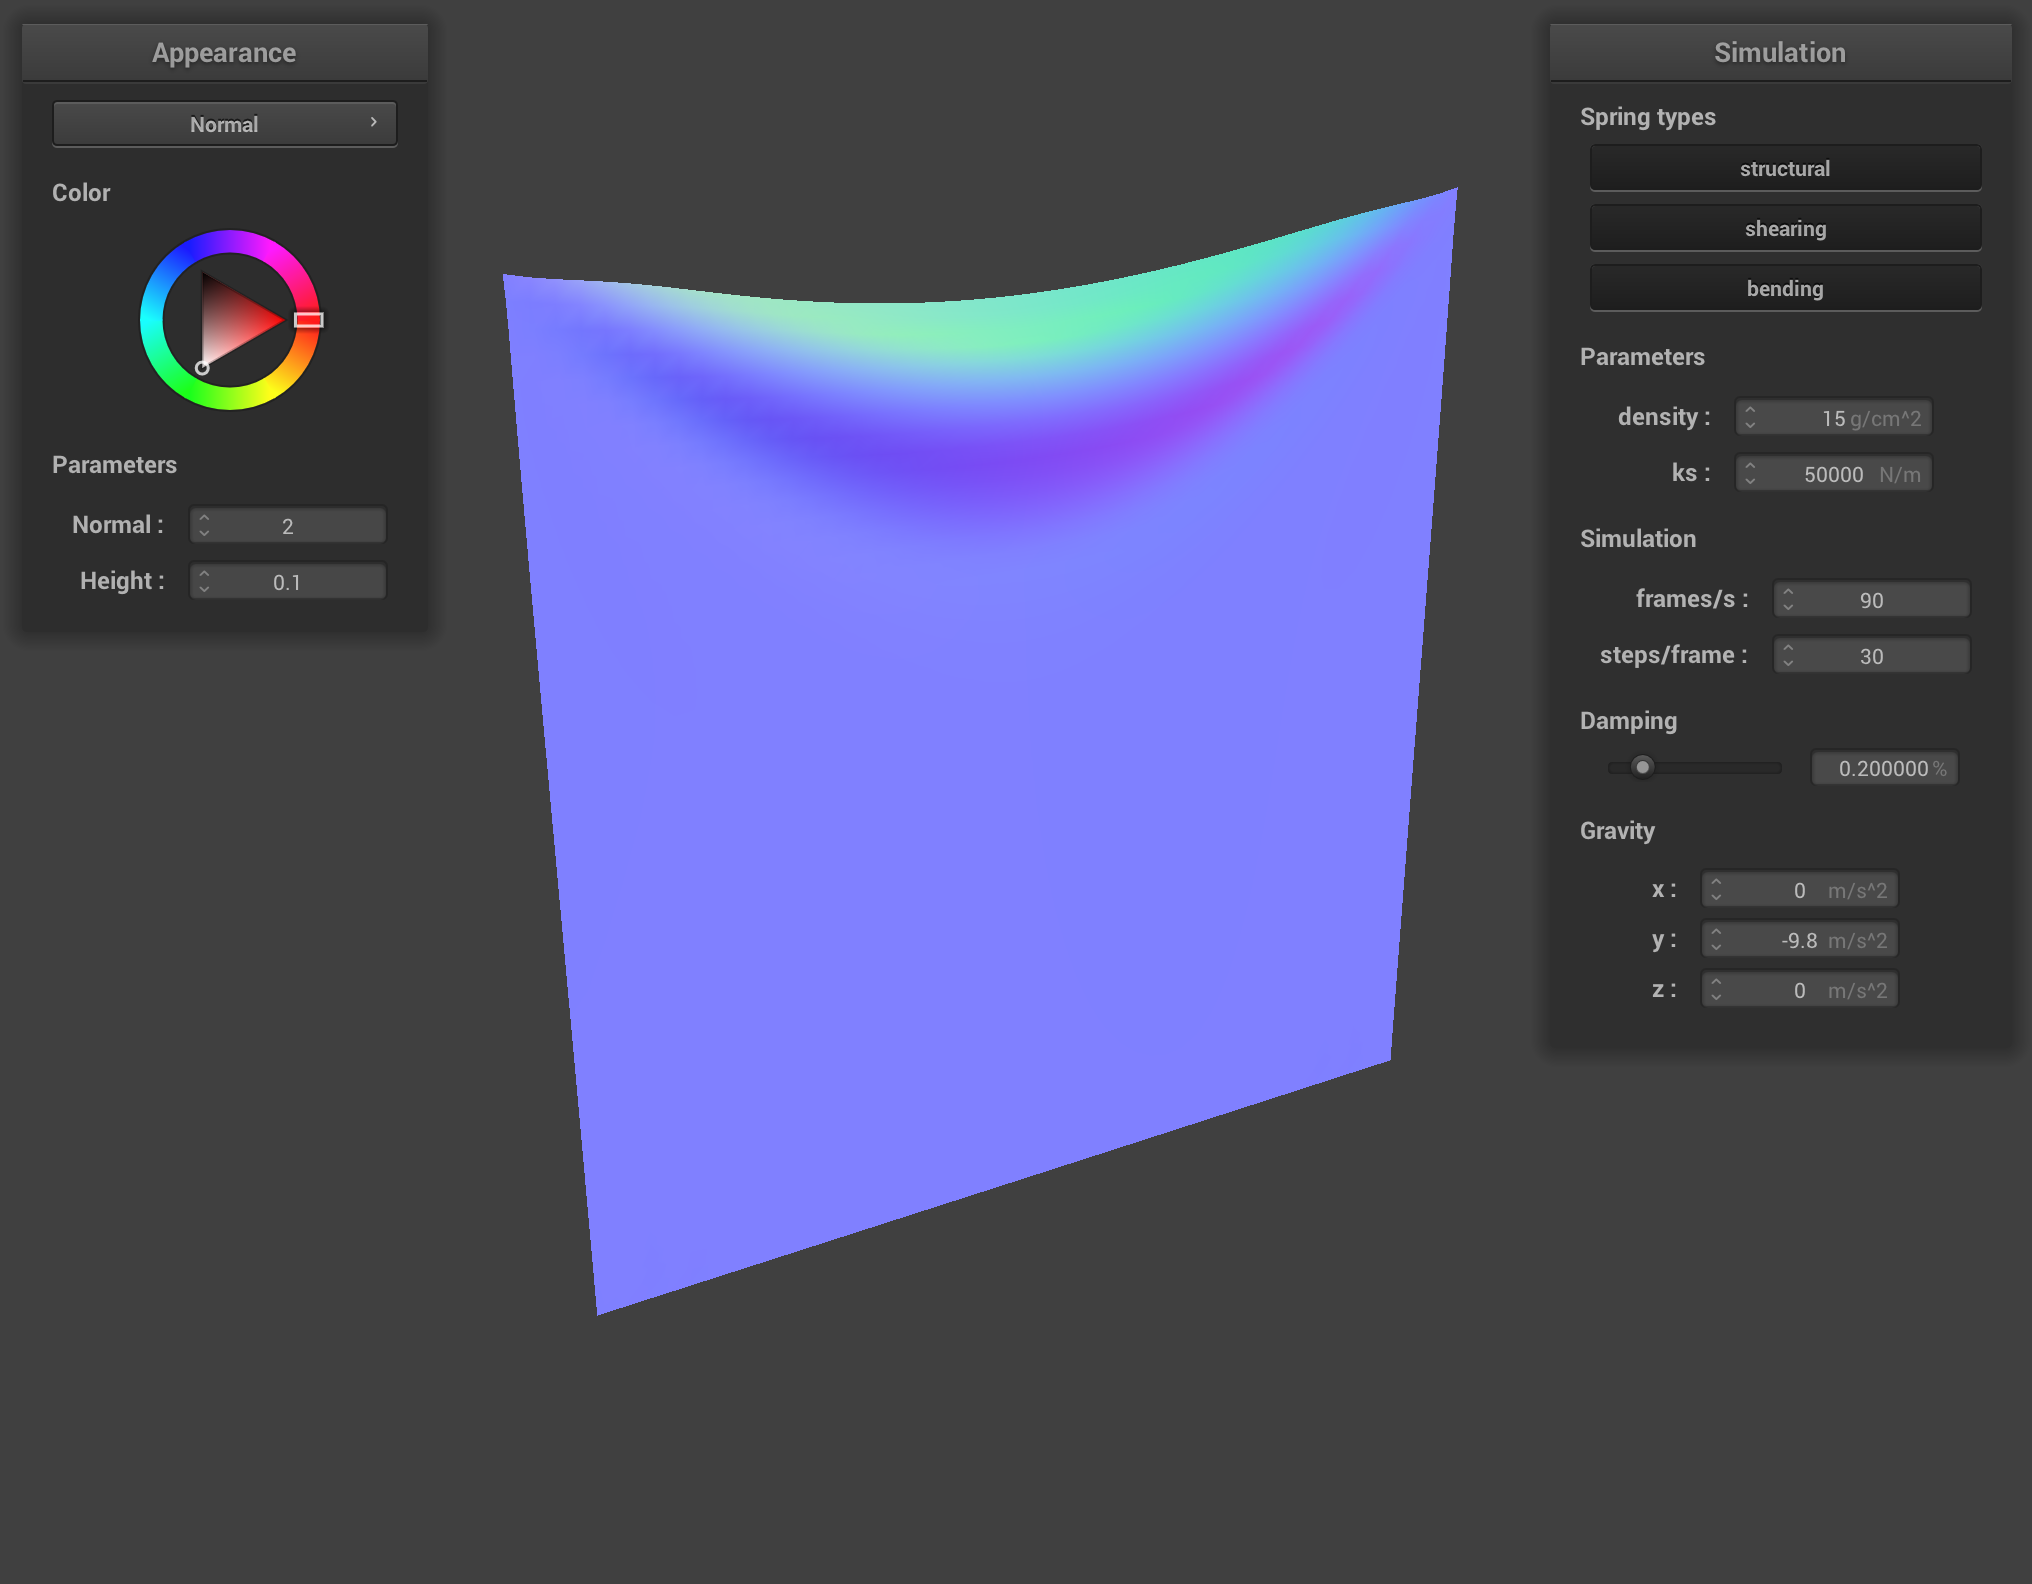 Appearance
Normal
Color
Parameters
Normal : 2
Height : 0.1
Simulation
Spring types
structural
shearing
bending
Parameters
density : 15 g/cm^2
ks : 50000 N/m
Simulation
frames/s : 90
steps/frame : 30
Damping
0.200000 %
Gravity
x : 0 m/s^2
y : -9.8 m/s^2
z : 0 m/s^2